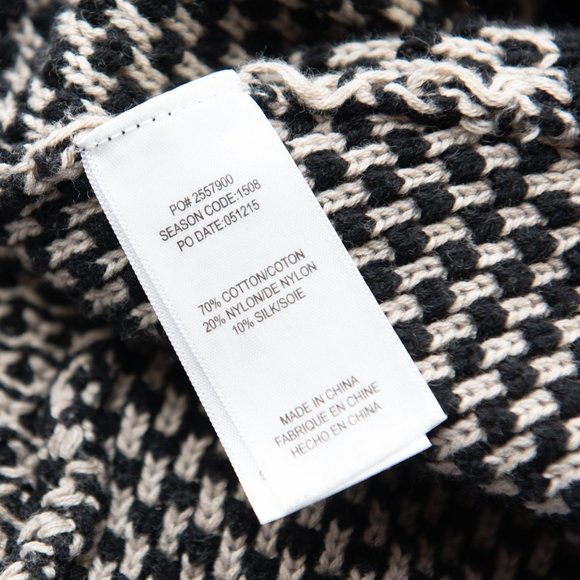 PO# 2557900
SEASON CODE:1508
PO DATE:051215
70% COTTON/COTON
20% NYLON/DE NYLON
10% SILK/SOIE
MADE IN CHINA
FABRIQUE EN CHINE
HECHO EN CHINA